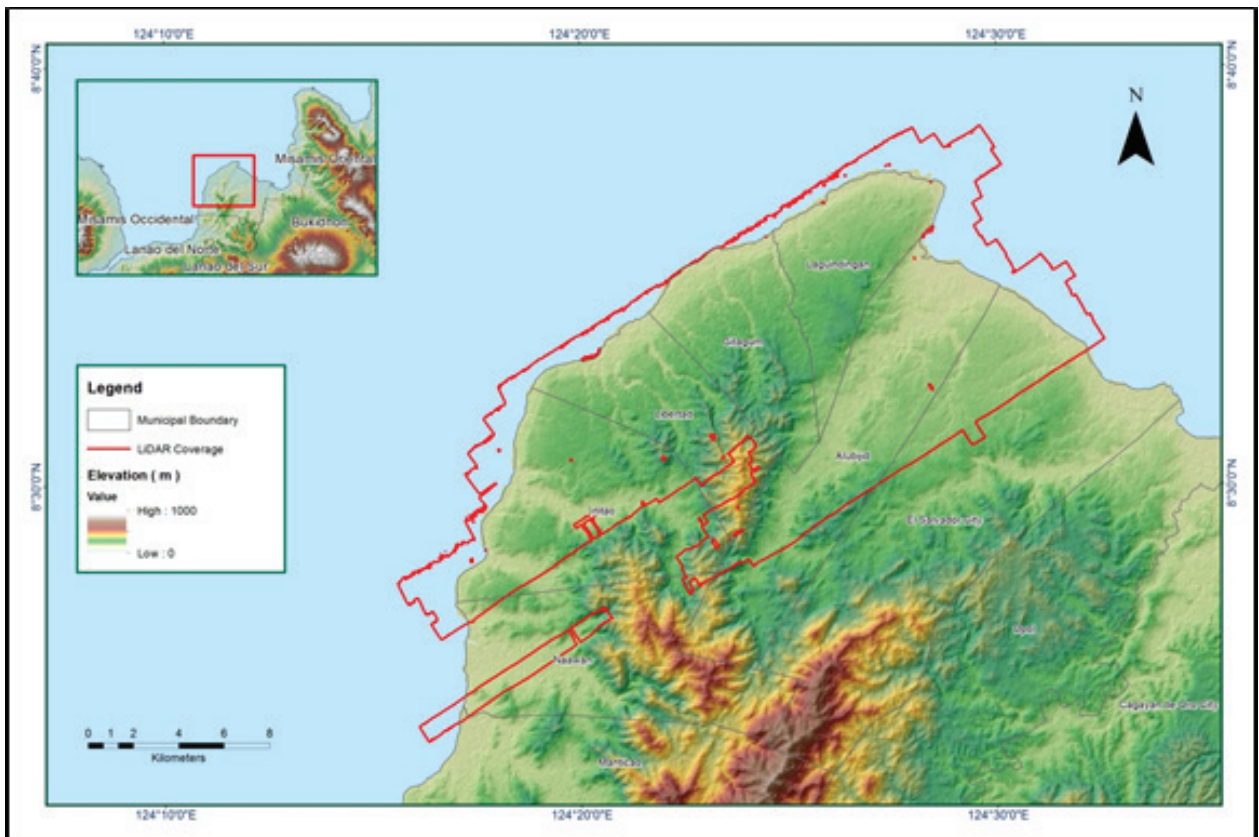 124°10'0"E
124°20'0"E
124°30'0"E
8°40'0"N
8°40'0"N
N
Misamis Oriental
Misamis Occidental
Bukidnon
Lanao del Norte
Lanao del Sur
Lagundingan
Gitagum
Libertad
Alubijid
Initao
El Salvador City
Opol
Naawan
Cagayan de Oro City
Manticao
Legend
Municipal Boundary
LiDAR Coverage
Elevation ( m )
Value
High : 1000
Low : 0
8°30'0"N
8°30'0"N
0 1 2 4 6 8
Kilometers
124°10'0"E
124°20'0"E
124°30'0"E